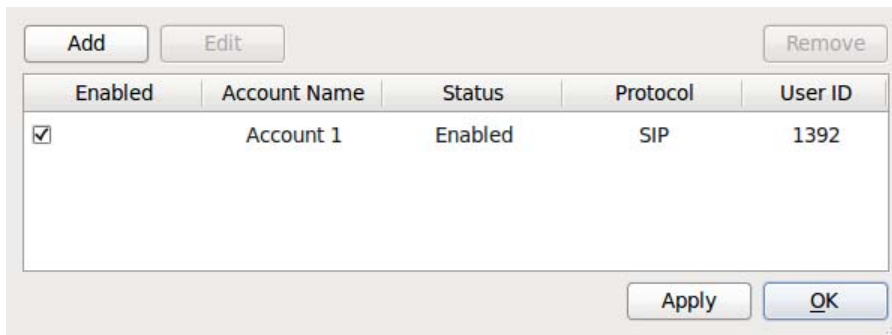 Add Edit Remove
Enabled Account Name Status Protocol User ID
Account 1 Enabled SIP 1392
Apply OK